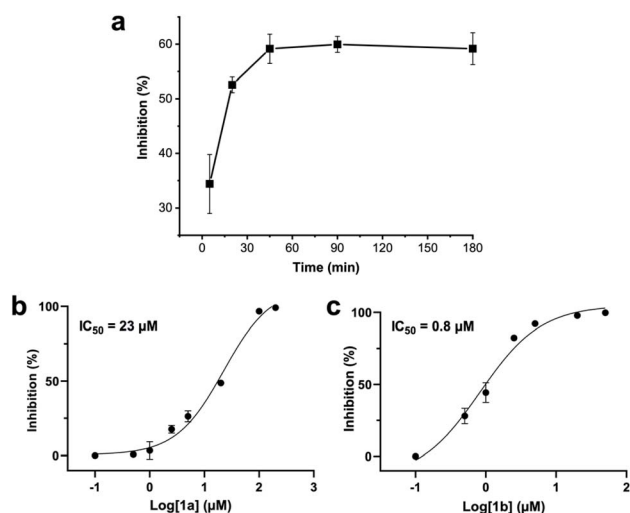 a
60
50
40
30
Inhibition (%)
0 30 60 90 120 150 180
Time (min)
b
IC50 = 23 µM
100
50
0
Inhibition (%)
-1 0 1 2 3
Log[1a] (µM)
c
IC50 = 0.8 µM
100
50
0
Inhibition (%)
-1 0 1 2
Log[1b] (µM)